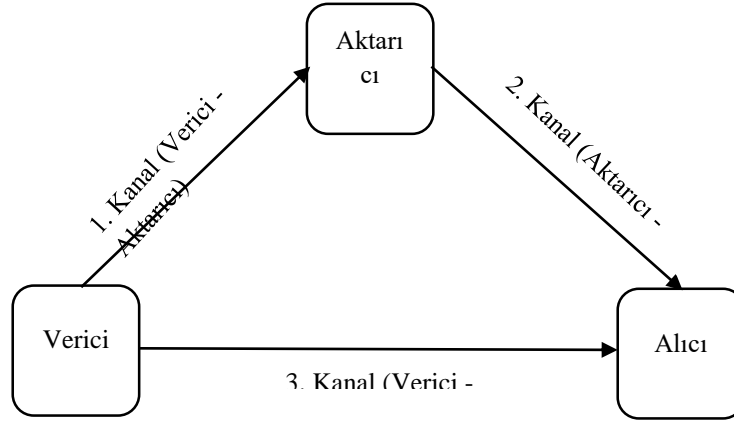 Aktarı
cı
1. Kanal (Verici -
Aktarıcı)
2. Kanal (Aktarıcı -
Verici
Alıcı
3. Kanal (Verici -